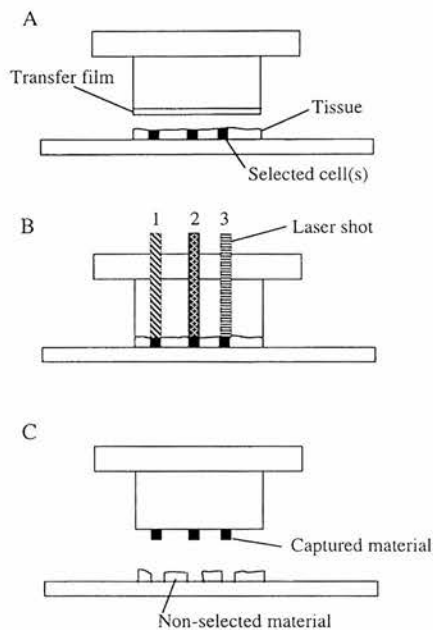 A
Transfer film
Tissue
Selected cell(s)
B
1 2 3
Laser shot
C
Captured material
Non-selected material